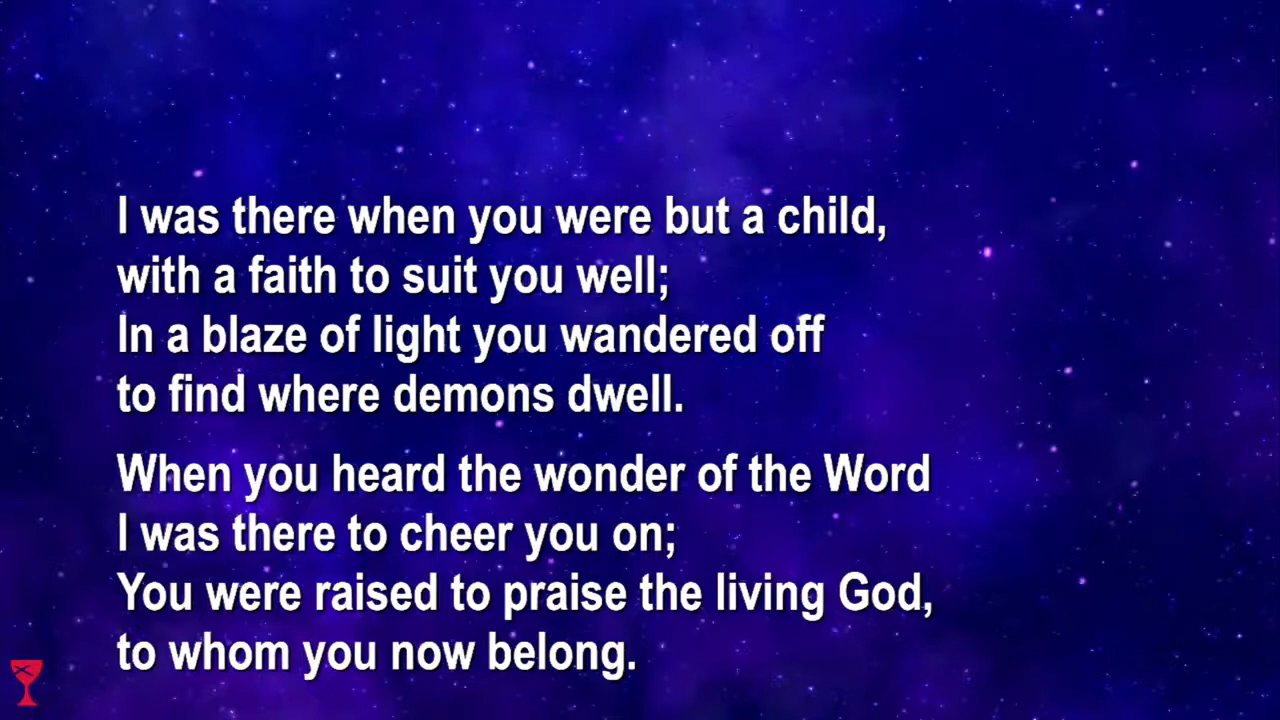 I was there when you were but a child,
with a faith to suit you well;
In a blaze of light you wandered off
to find where demons dwell.
When you heard the wonder of the Word
I was there to cheer you on;
You were raised to praise the living God,
to whom you now belong.